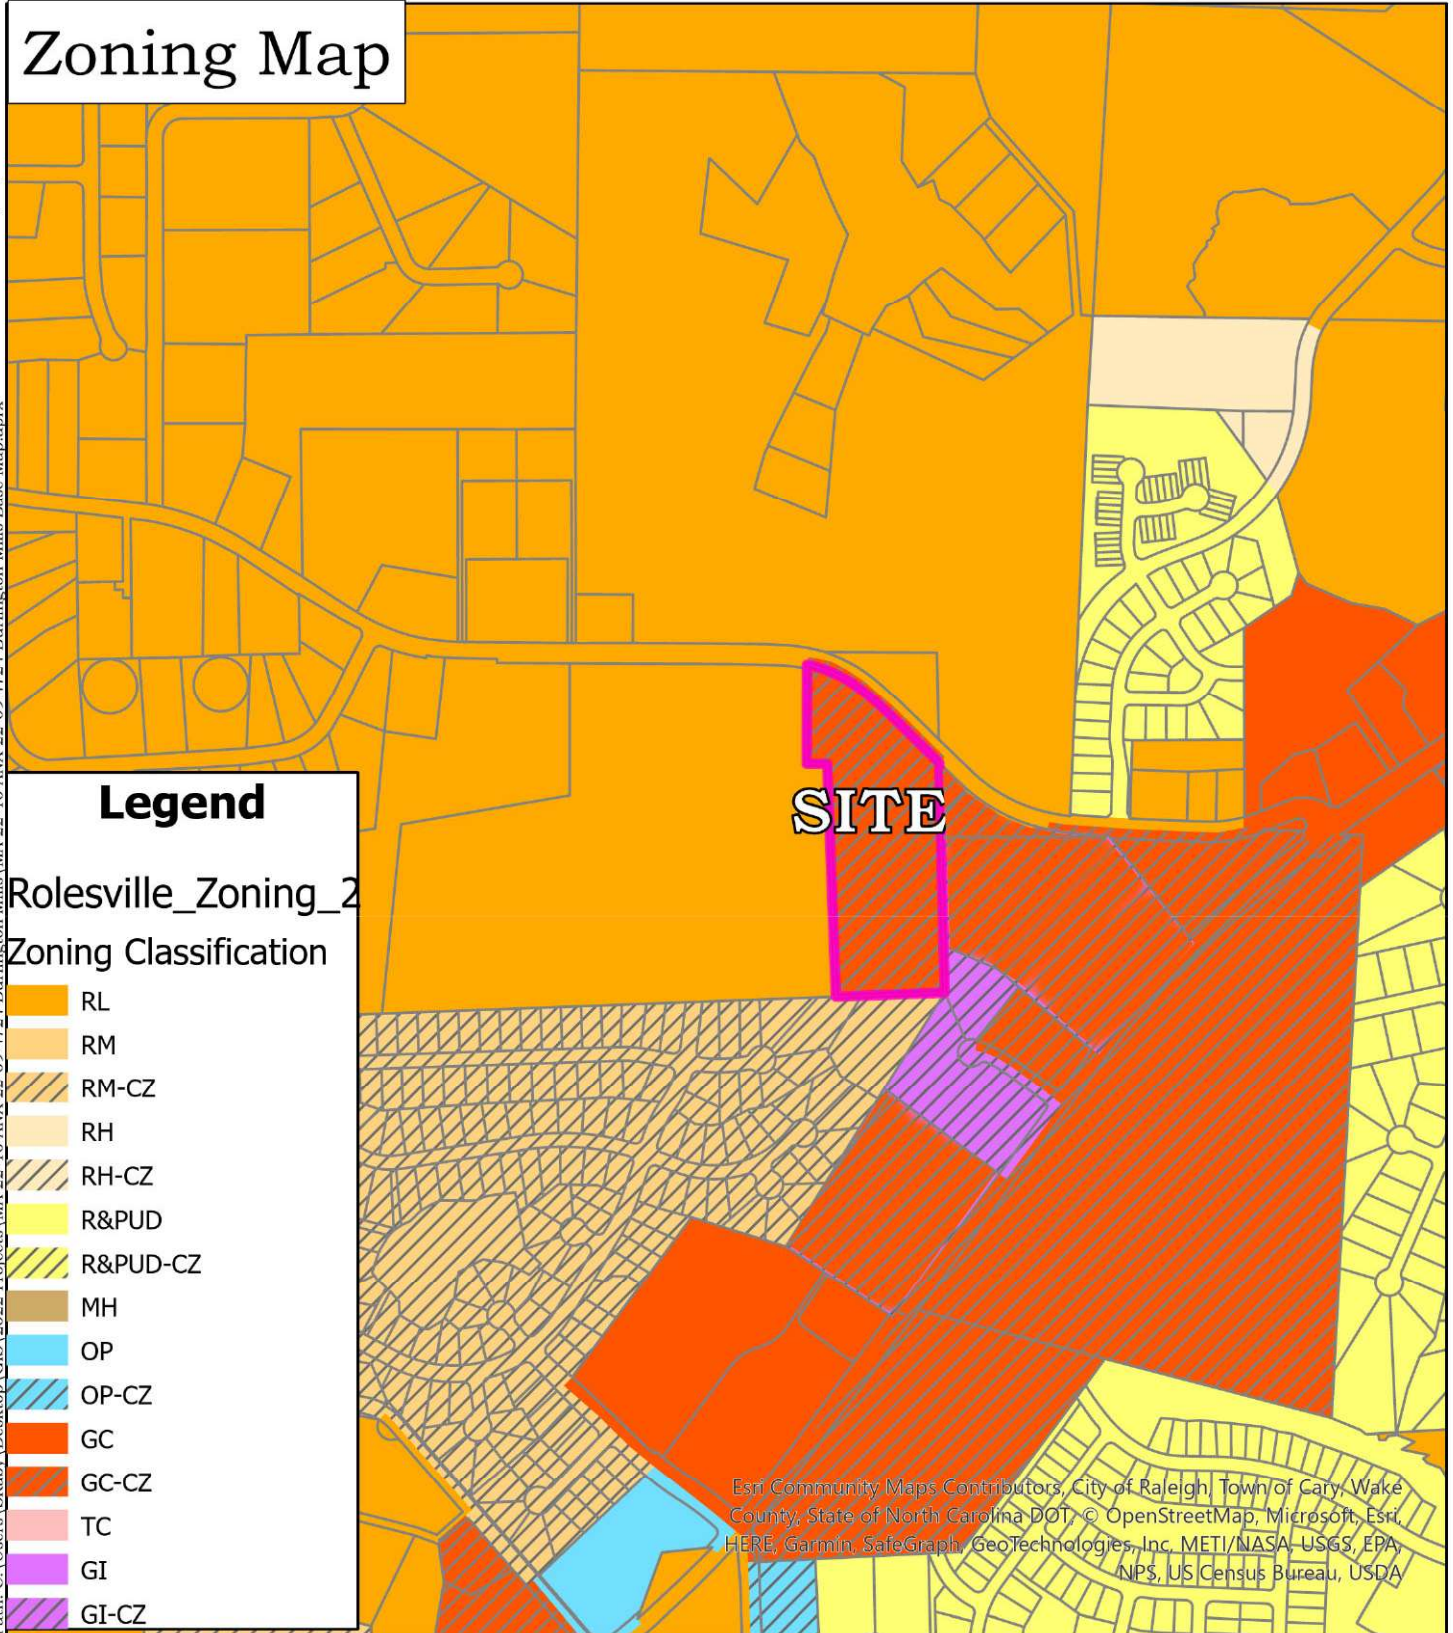 Zoning Map
SITE
Legend
Rolesville_Zoning_2
Zoning Classification
RL
RM
RM-CZ
RH
RH-CZ
R&PUD
R&PUD-CZ
MH
OP
OP-CZ
GC
GC-CZ
TC
GI
GI-CZ
Esri Community Maps Contributors, City of Raleigh, Town of Cary, Wake
County, State of North Carolina DOT, © OpenStreetMap, Microsoft, Esri,
HERE, Garmin, SafeGraph, GeoTechnologies, Inc, METI/NASA, USGS, EPA,
NPS, US Census Bureau, USDA